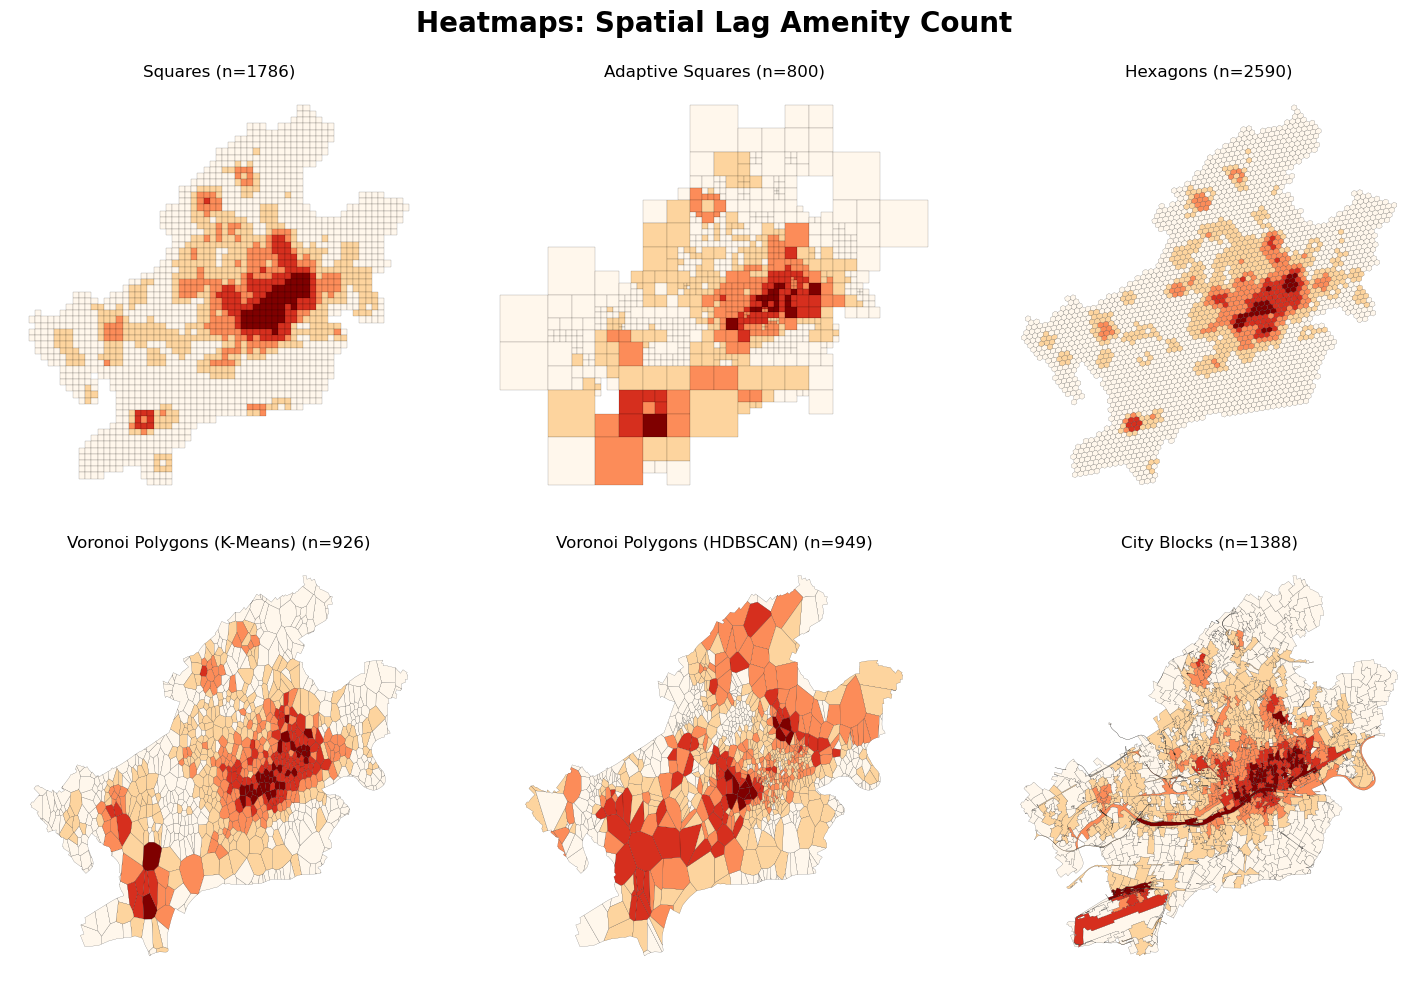 Heatmaps: Spatial Lag Amenity Count
Squares (n=1786)
Adaptive Squares (n=800)
Hexagons (n=2590)
Voronoi Polygons (K-Means) (n=926)
Voronoi Polygons (HDBSCAN) (n=949)
City Blocks (n=1388)